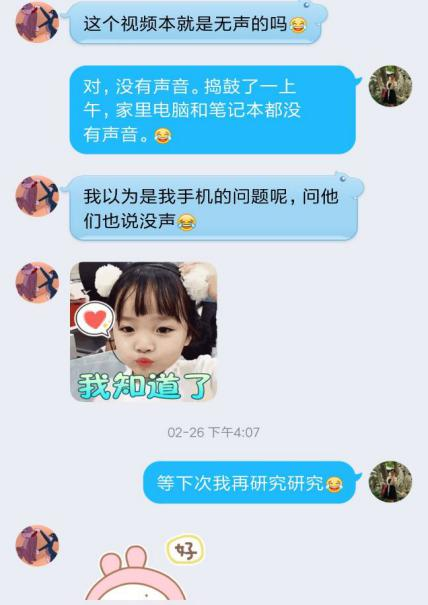 这个视频本就是无声的吗😂
对，没有声音。捣鼓了一上
午，家里电脑和笔记本都没
有声音。😂
我以为是我手机的问题呢，问他
们也说没声😂
我知道了
02-26 下午4:07
等下次我再研究研究😂
好